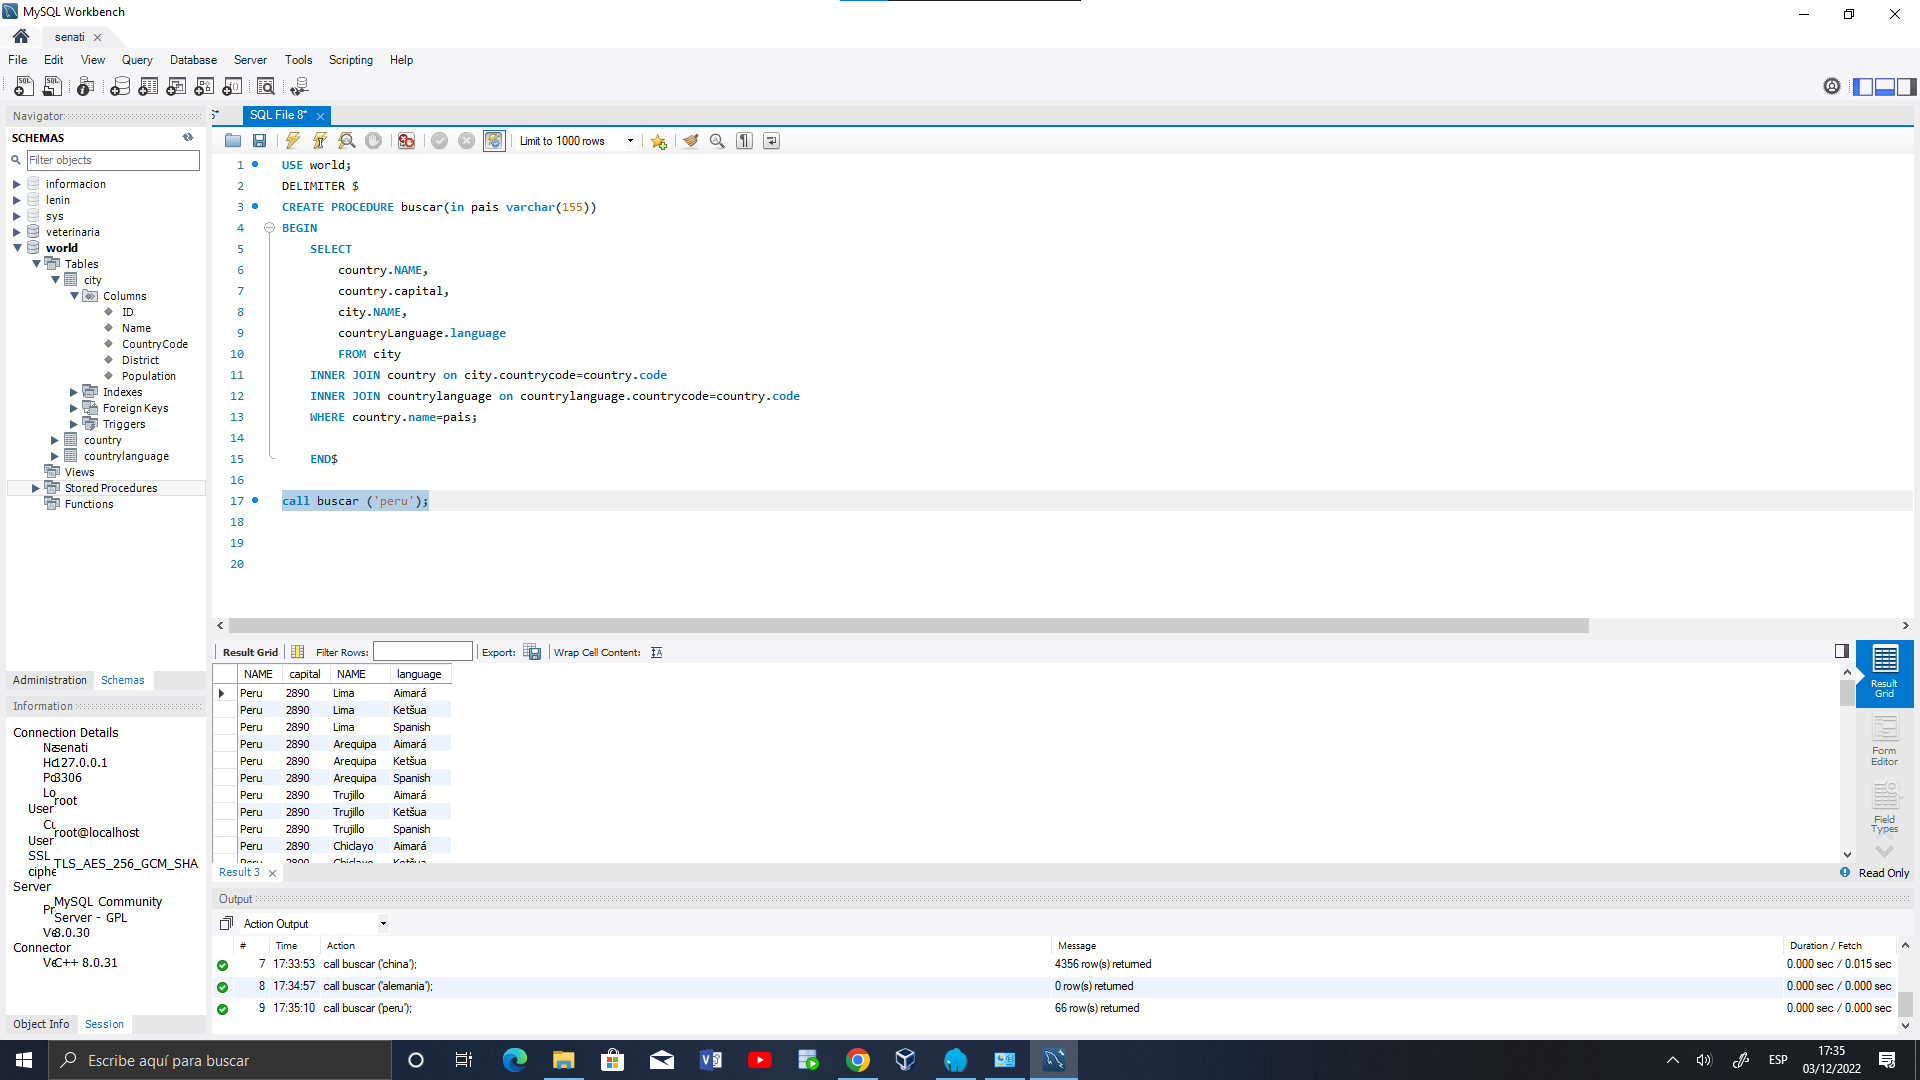 MySQL Workbench
senati
File Edit View Query Database Server Tools Scripting Help
Navigator
SCHEMAS
Filter objects
informacion
lenin
sys
veterinaria
world
Tables
city
Columns
ID
Name
CountryCode
District
Population
Indexes
Foreign Keys
Triggers
country
countrylanguage
Views
Stored Procedures
Functions
Administration Schemas
Information
Connection Details
senati
127.0.0.1
3306
Lo
root
User
Cu
root@localhost
User
SSL
TLS_AES_256_GCM_SHA
ciphe
Server
Pr
MySQL Community
Server - GPL
8.0.30
Connector
C++ 8.0.31
Object Info Session
SQL File 8*
Limit to 1000 rows
1 USE world;
2 DELIMITER $
3 CREATE PROCEDURE buscar(in pais varchar(155))
4 BEGIN
5 SELECT
6 country.NAME,
7 country.capital,
8 city.NAME,
9 countryLanguage.language
10 FROM city
11 INNER JOIN country on city.countrycode=country.code
12 INNER JOIN countrylanguage on countrylanguage.countrycode=country.code
13 WHERE country.name=pais;
14
15 END$
16
17 call buscar ('peru');
18
19
20
Result Grid Filter Rows: Export: Wrap Cell Content:
NAME capital NAME language
Peru 2890 Lima Aimará
Peru 2890 Lima Ketšua
Peru 2890 Lima Spanish
Peru 2890 Arequipa Aimará
Peru 2890 Arequipa Ketšua
Peru 2890 Arequipa Spanish
Peru 2890 Trujillo Aimará
Peru 2890 Trujillo Ketšua
Peru 2890 Trujillo Spanish
Peru 2890 Chiclayo Aimará
Peru 2890 Chiclayo Ketšua
Result Grid
Form Editor
Field Types
Result 3
Read Only
Output
Action Output
# Time Action Message Duration / Fetch
7 17:33:53 call buscar ('china'); 4356 row(s) returned 0.000 sec / 0.015 sec
8 17:34:57 call buscar ('alemania'); 0 row(s) returned 0.000 sec / 0.000 sec
9 17:35:10 call buscar ('peru'); 66 row(s) returned 0.000 sec / 0.000 sec
Escribe aquí para buscar
ESP
17:35
03/12/2022